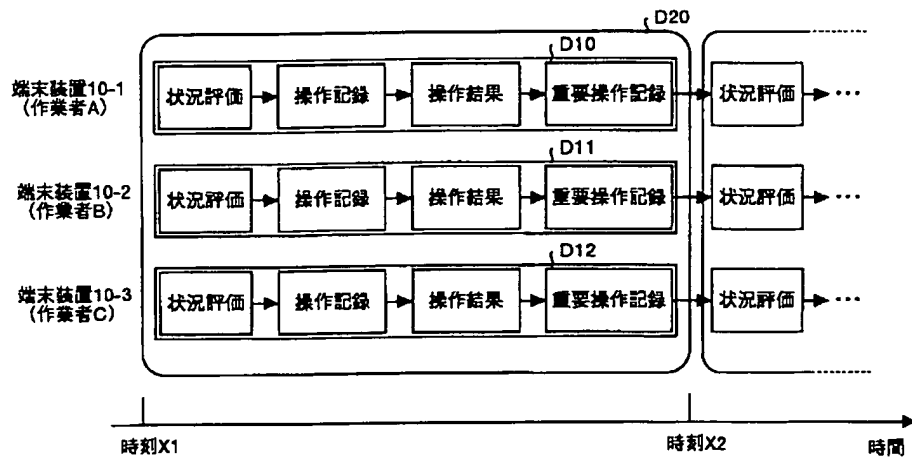 D20
D10
端末装置10-1
(作業者A)
状況評価
操作記録
操作結果
重要操作記録
状況評価
…
D11
端末装置10-2
(作業者B)
状況評価
操作記録
操作結果
重要操作記録
状況評価
…
D12
端末装置10-3
(作業者C)
状況評価
操作記録
操作結果
重要操作記録
状況評価
…
時刻X1
時刻X2
時間